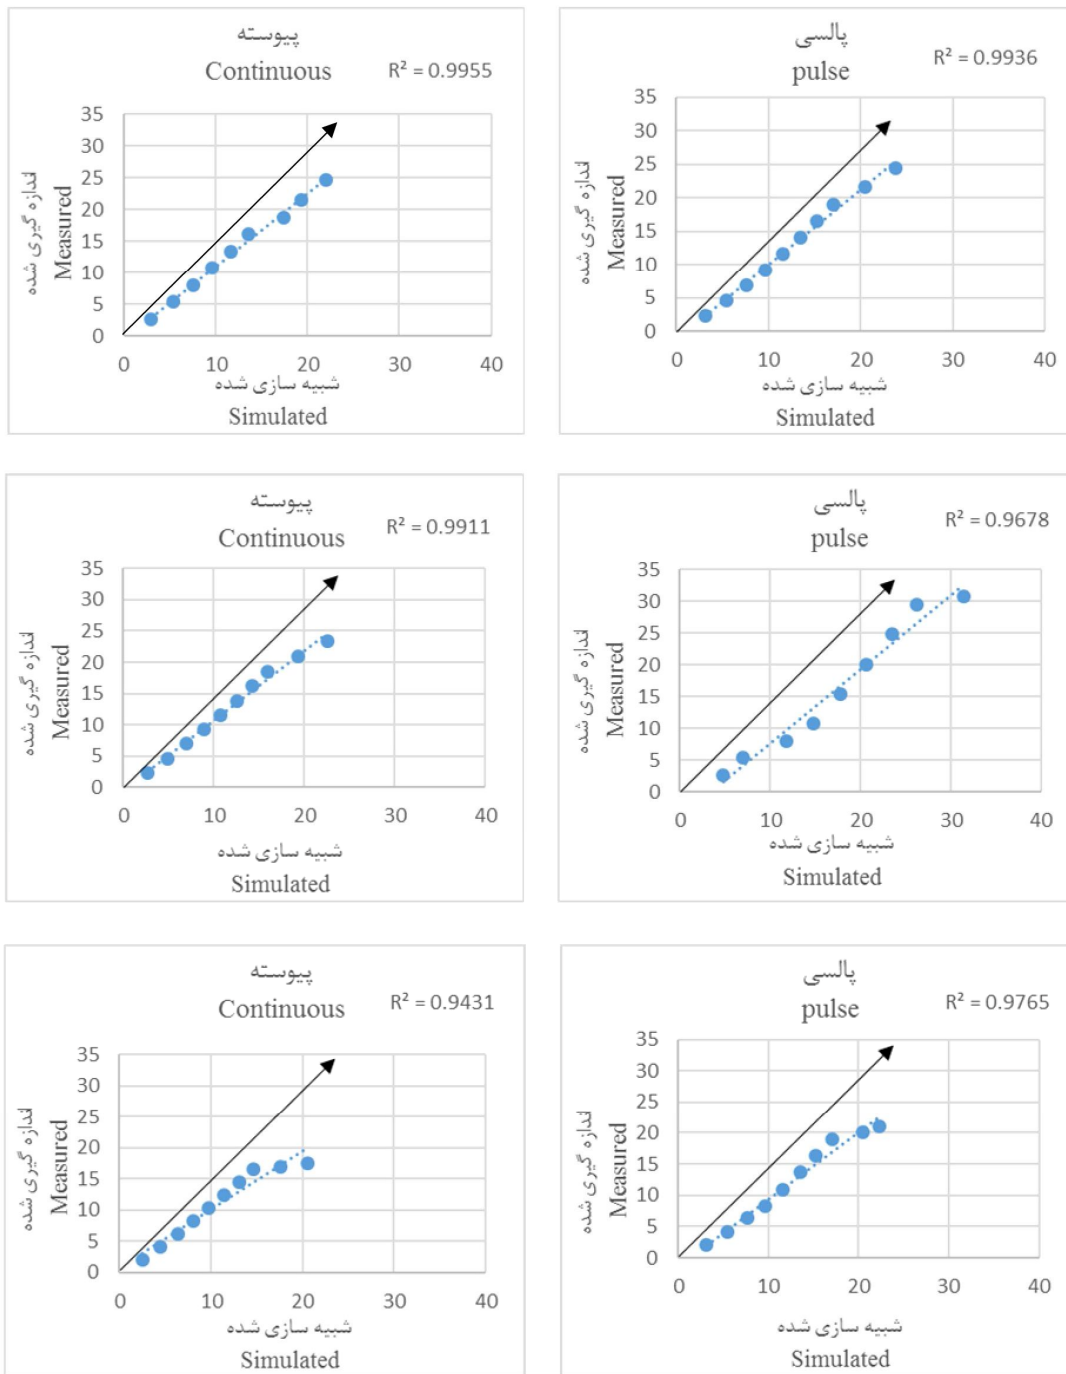 پیوسته
Continuous
R² = 0.9955
اندازه گیری شده
Measured
35
30
25
20
15
10
5
0
0 10 20 30 40
شبیه سازی شده
Simulated
پالسی
pulse
R² = 0.9936
اندازه گیری شده
Measured
35
30
25
20
15
10
5
0
0 10 20 30 40
شبیه سازی شده
Simulated
پیوسته
Continuous
R² = 0.9911
اندازه گیری شده
Measured
35
30
25
20
15
10
5
0
0 10 20 30 40
شبیه سازی شده
Simulated
پالسی
pulse
R² = 0.9678
اندازه گیری شده
Measured
35
30
25
20
15
10
5
0
0 10 20 30 40
شبیه سازی شده
Simulated
پیوسته
Continuous
R² = 0.9431
اندازه گیری شده
Measured
35
30
25
20
15
10
5
0
0 10 20 30 40
شبیه سازی شده
Simulated
پالسی
pulse
R² = 0.9765
اندازه گیری شده
Measured
35
30
25
20
15
10
5
0
0 10 20 30 40
شبیه سازی شده
Simulated